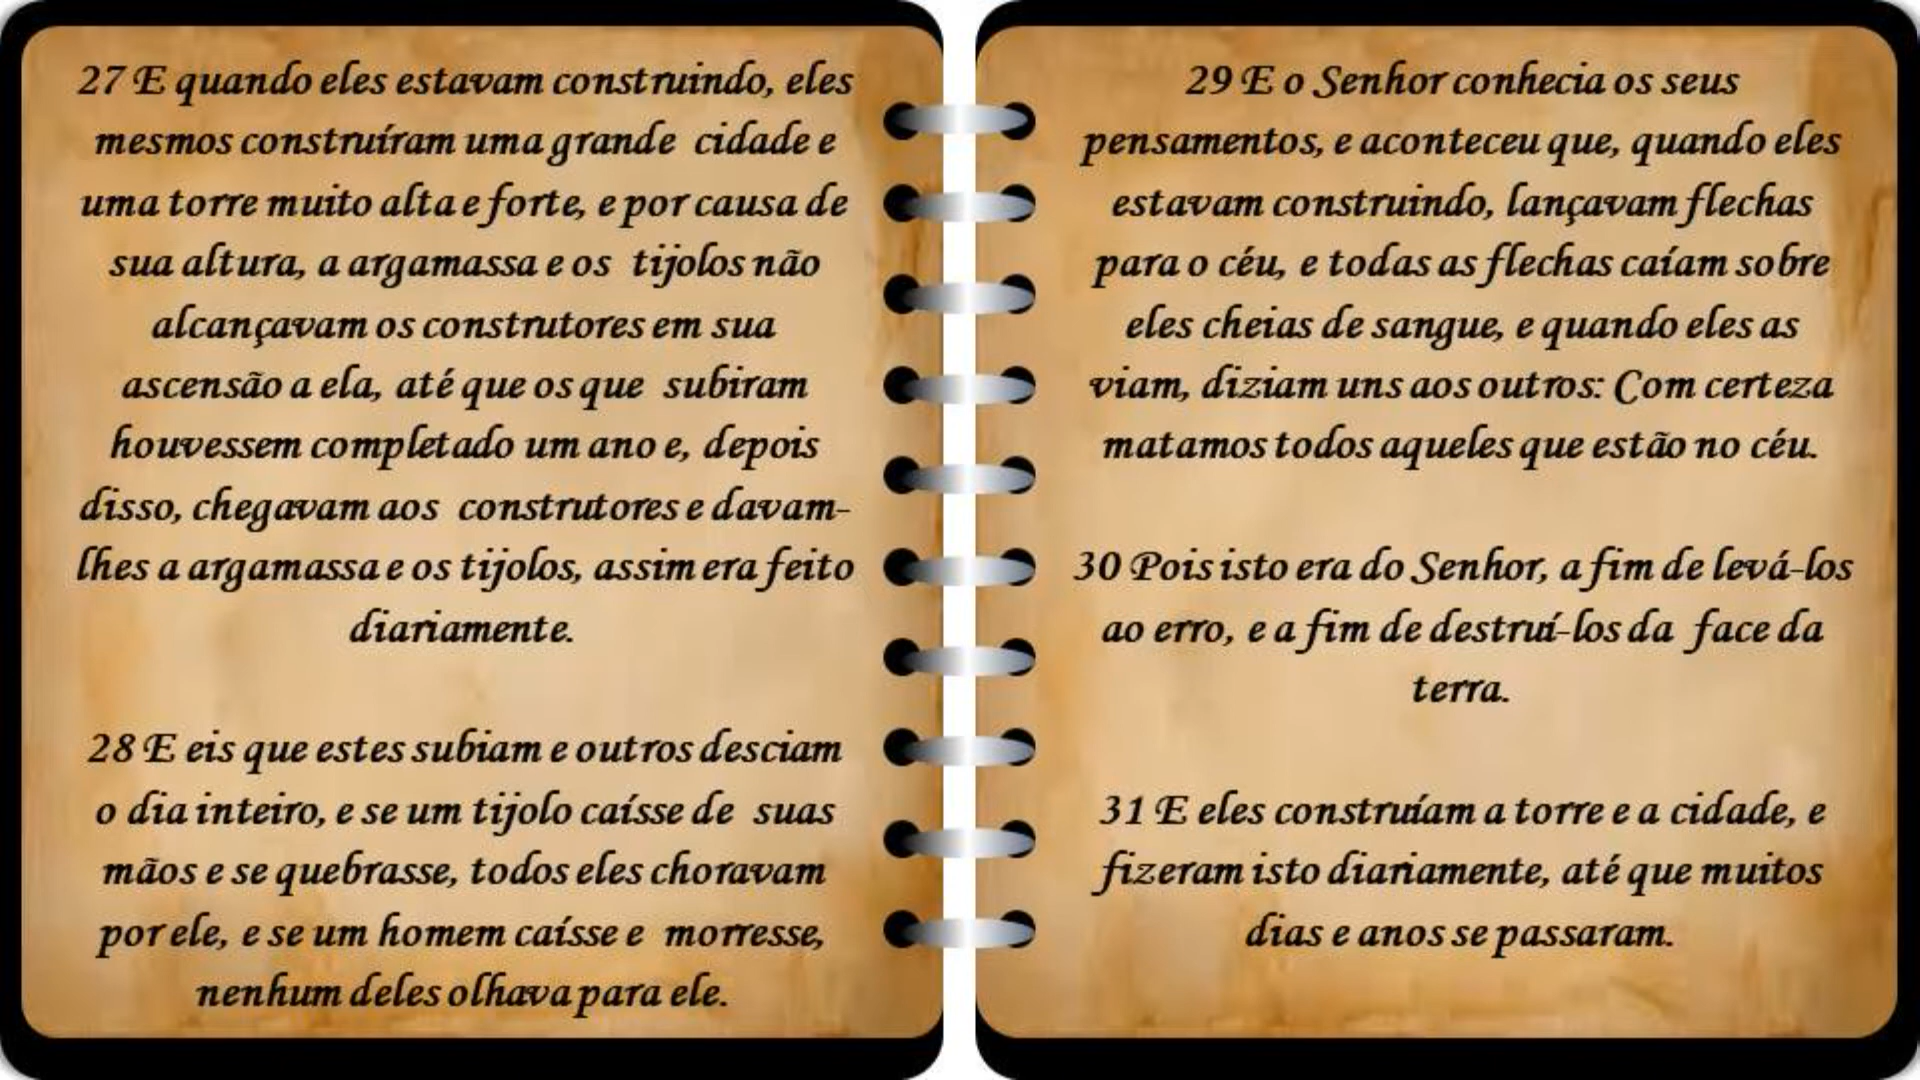 27 E quando eles estavam construindo, eles
mesmos construíram uma grande cidade e
uma torre muito alta e forte, e por causa de
sua altura, a argamassa e os tijolos não
alcançavam os construtores em sua
ascensão a ela, até que os que subiram
houvessem completado um ano e, depois
disso, chegavam aos construtores e davam-
lhes a argamassa e os tijolos, assim era feito
diariamente.
28 E eis que estes subiam e outros desciam
o dia inteiro, e se um tijolo caísse de suas
mãos e se quebrasse, todos eles choravam
por ele, e se um homem caísse e morresse,
nenhum deles olhava para ele.
29 E o Senhor conhecia os seus
pensamentos, e aconteceu que, quando eles
estavam construindo, lançavam flechas
para o céu, e todas as flechas caíam sobre
eles cheias de sangue, e quando eles as
viam, diziam uns aos outros: Com certeza
matamos todos aqueles que estão no céu.
30 Pois isto era do Senhor, a fim de levá-los
ao erro, e a fim de destruí-los da face da
terra.
31 E eles construíam a torre e a cidade, e
fizeram isto diariamente, até que muitos
dias e anos se passaram.